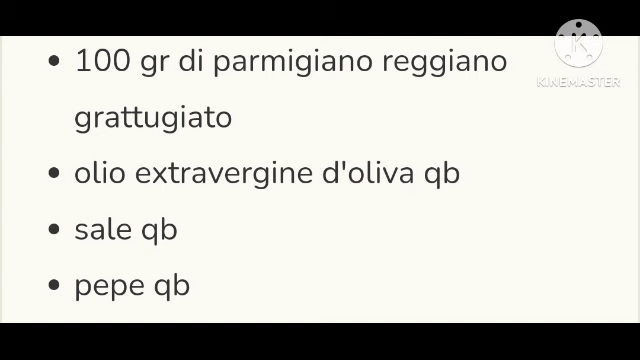 • 100 gr di parmigiano reggiano
grattugiato
• olio extravergine d'oliva qb
• sale qb
• pepe qb
K
KINEMASTER